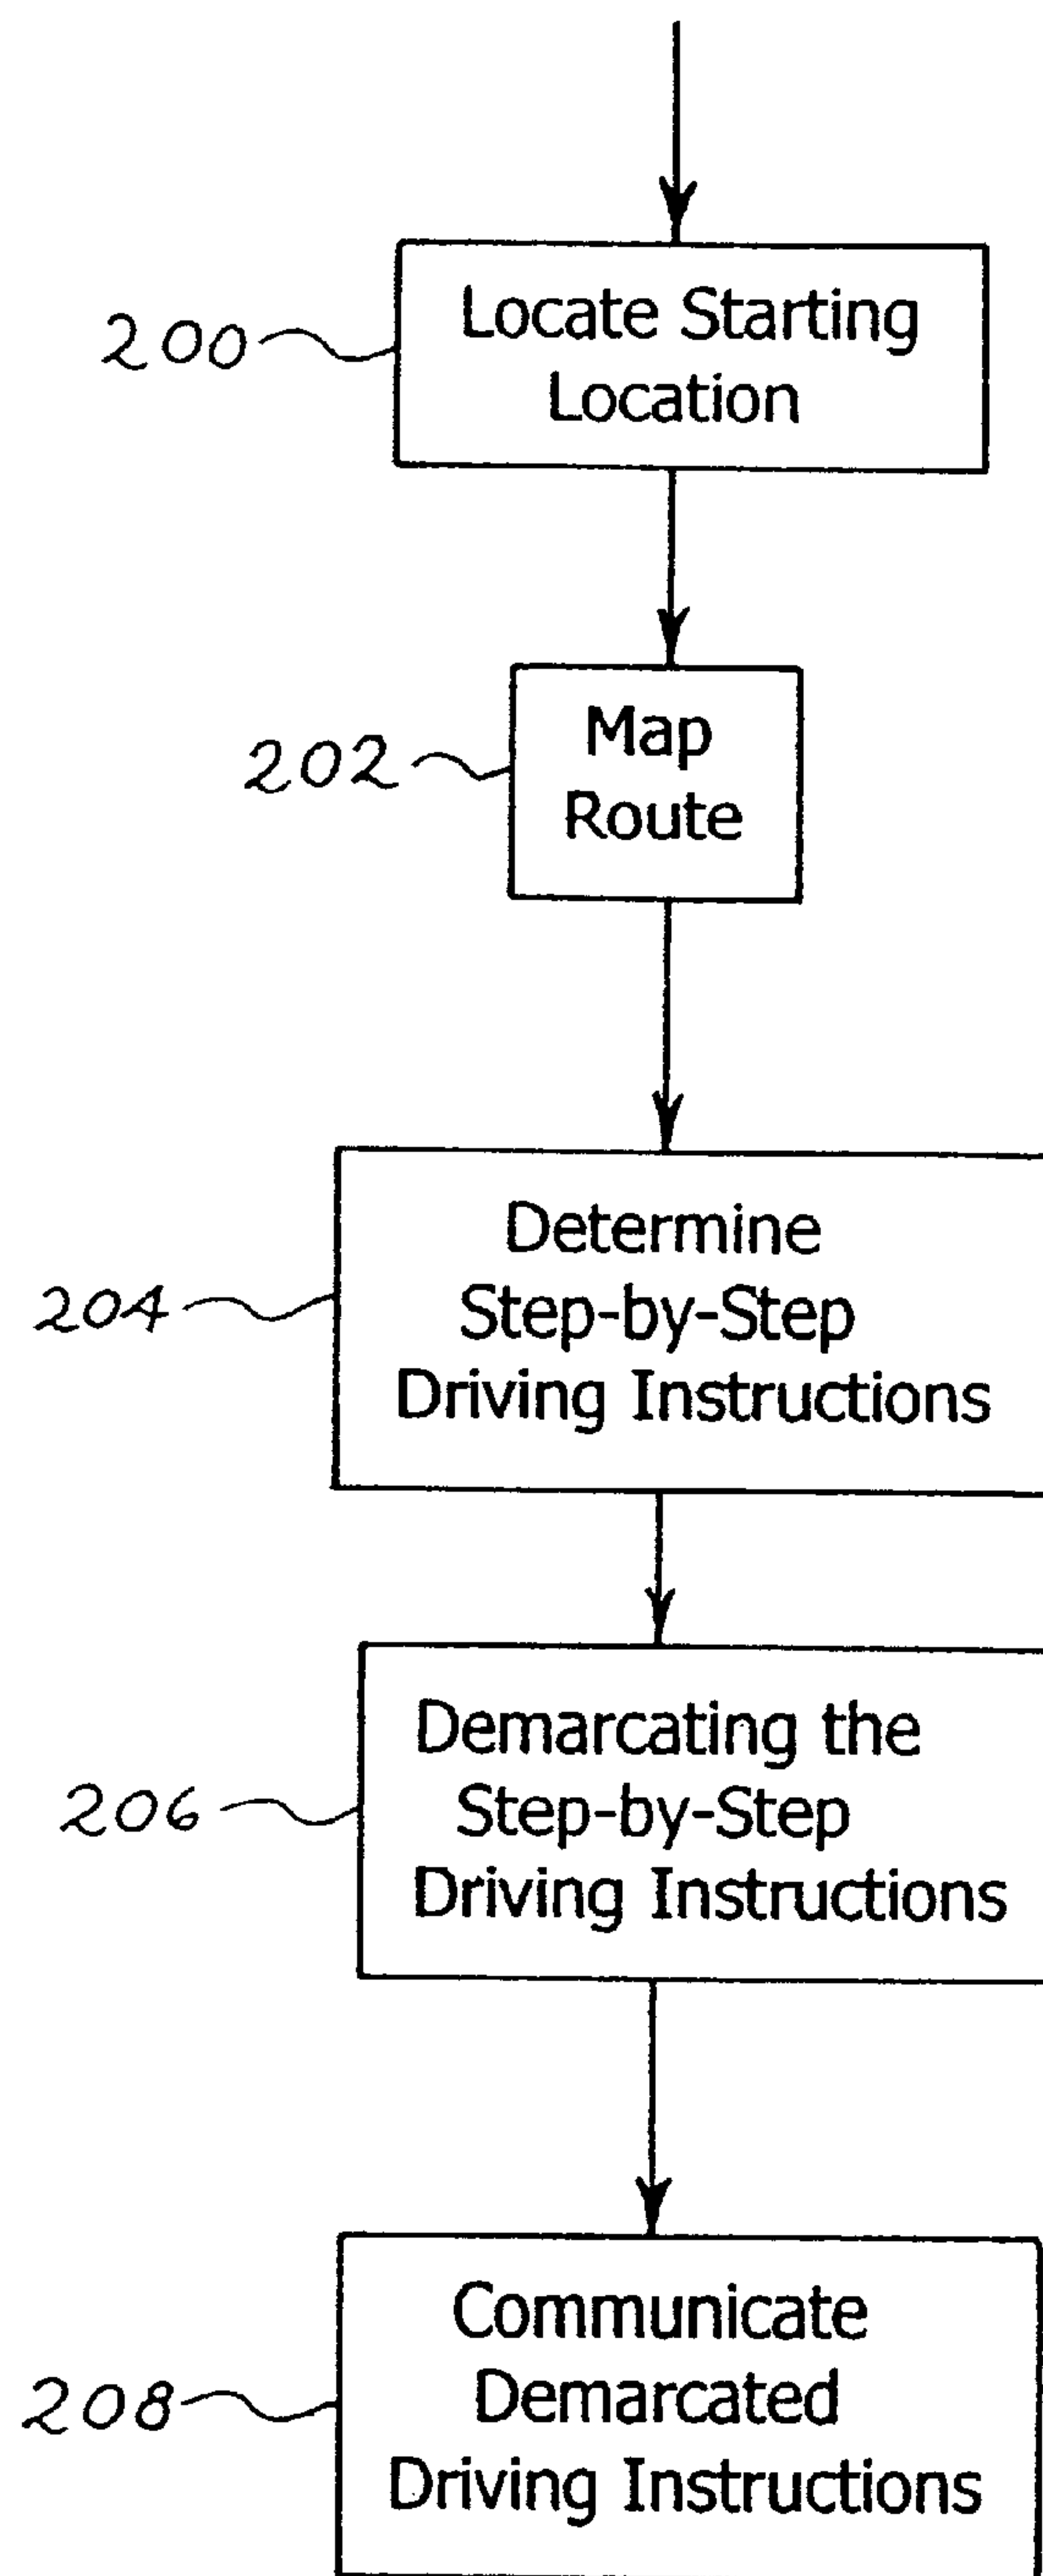 200
Locate Starting
Location
202
Map
Route
204
Determine
Step-by-Step
Driving Instructions
206
Demarcating the
Step-by-Step
Driving Instructions
208
Communicate
Demarcated
Driving Instructions